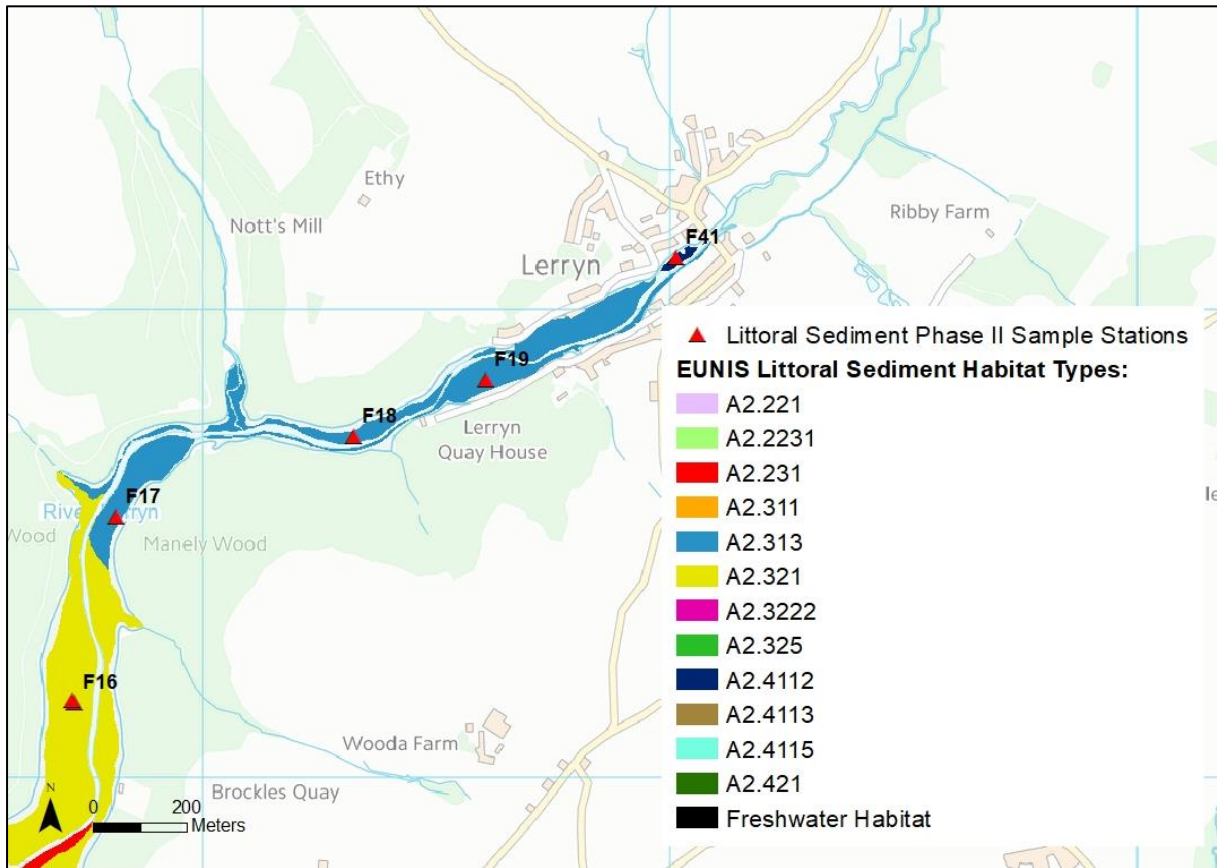 Ethy
Nott's Mill
Ribby Farm
F41
Lerryn
Littoral Sediment Phase II Sample Stations
EUNIS Littoral Sediment Habitat Types:
A2.221
A2.2231
A2.231
A2.311
A2.313
A2.321
A2.3222
A2.325
A2.4112
A2.4113
A2.4115
A2.421
Freshwater Habitat
F19
F18
Lerryn
Quay House
F17
Wood
Manely Wood
F16
Wooda Farm
Brockles Quay
N
0 200
Meters